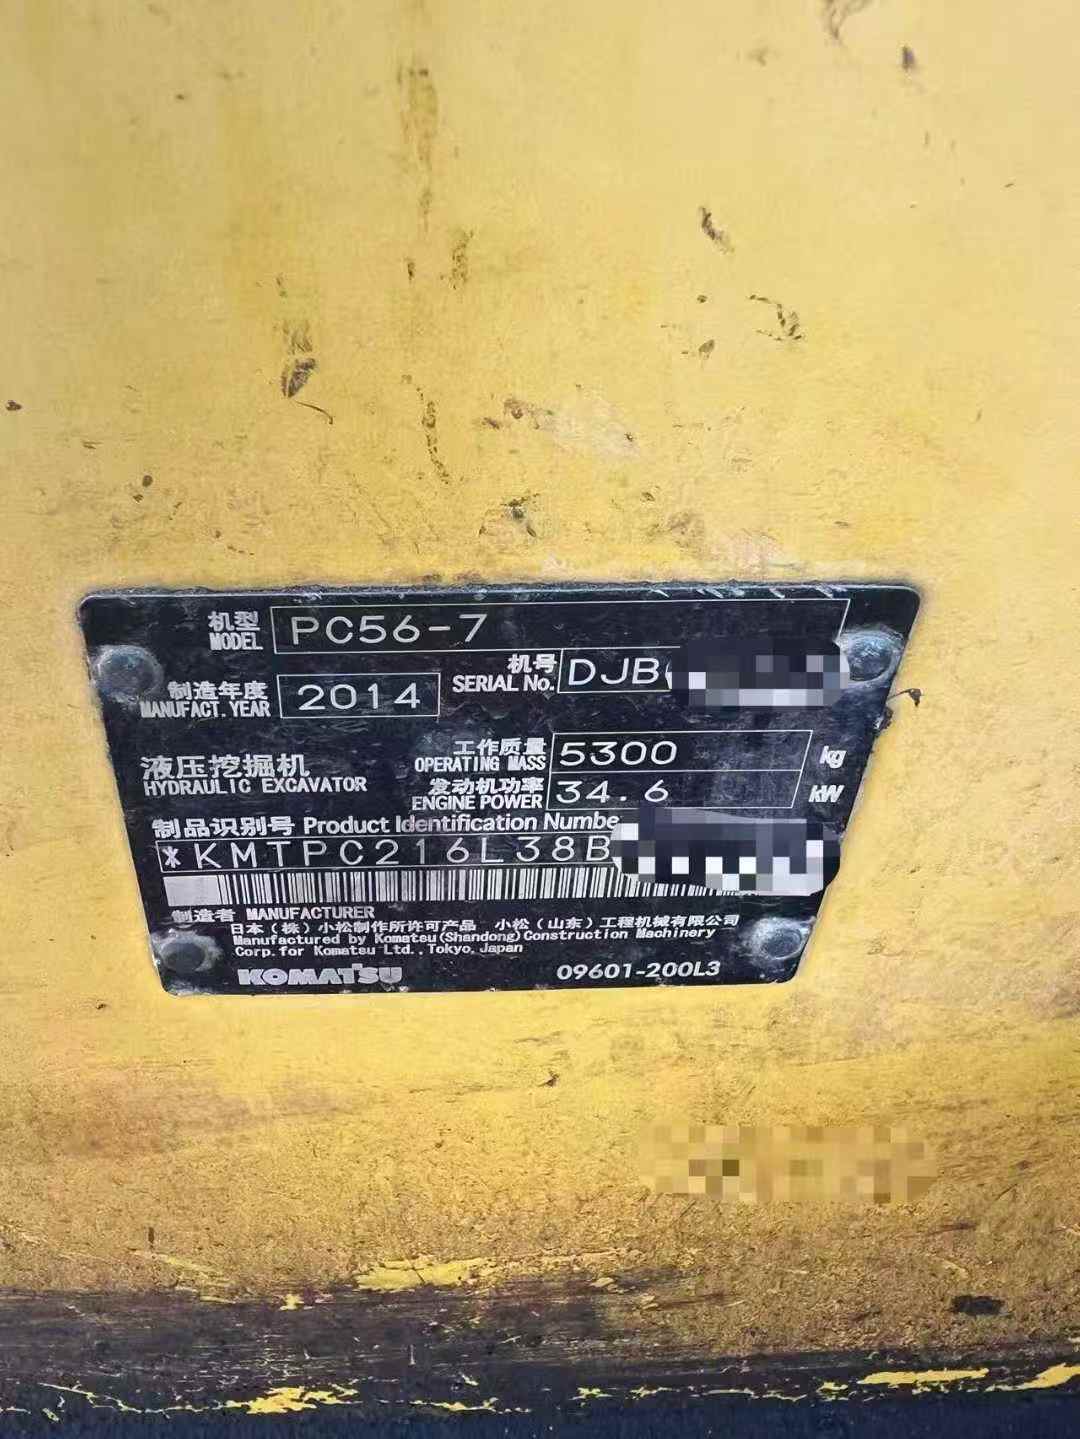 机型 MODEL PC56-7
机号 SERIAL No. DJB
制造年度 MANUFACT. YEAR 2014
液压挖掘机 HYDRAULIC EXCAVATOR
工作质量 OPERATING MASS 5300 kg
发动机功率 ENGINE POWER 34.6 kW
制品识别号 Product Identification Numbe
*KMTPC216L38B
制造者 MANUFACTURER
日本（株）小松制作所许可产品 小松（山东）工程机械有限公司
Manufactured by Komatsu(Shandong)Construction Machinery
Corp.for Komatsu Ltd.,Tokyo,Japan
KOMATSU 09601-200L3